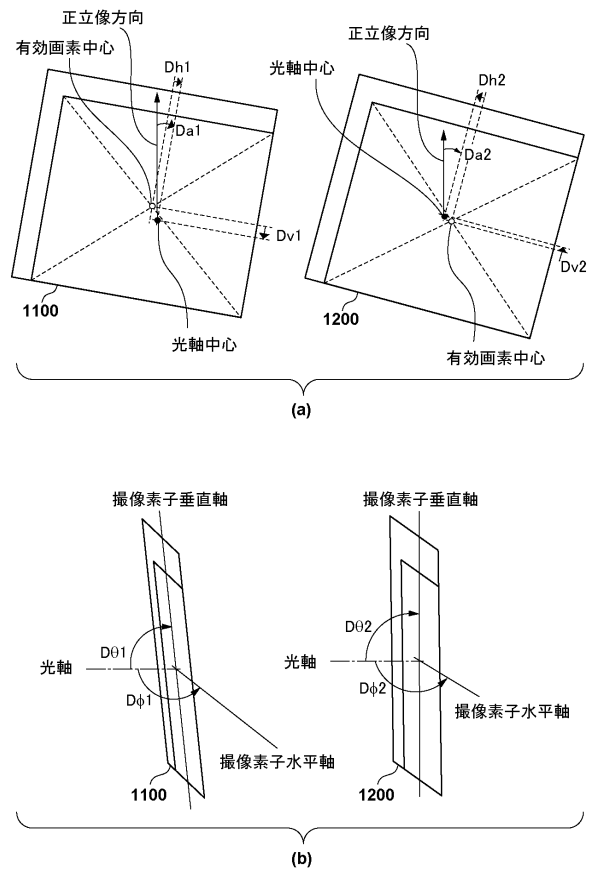 正立像方向
有効画素中心
Dh1
Da1
Dv1
1100
光軸中心
正立像方向
光軸中心
Dh2
Da2
Dv2
1200
有効画素中心
(a)
撮像素子垂直軸
光軸
Dθ1
Dφ1
撮像素子水平軸
1100
撮像素子垂直軸
光軸
Dθ2
Dφ2
撮像素子水平軸
1200
(b)